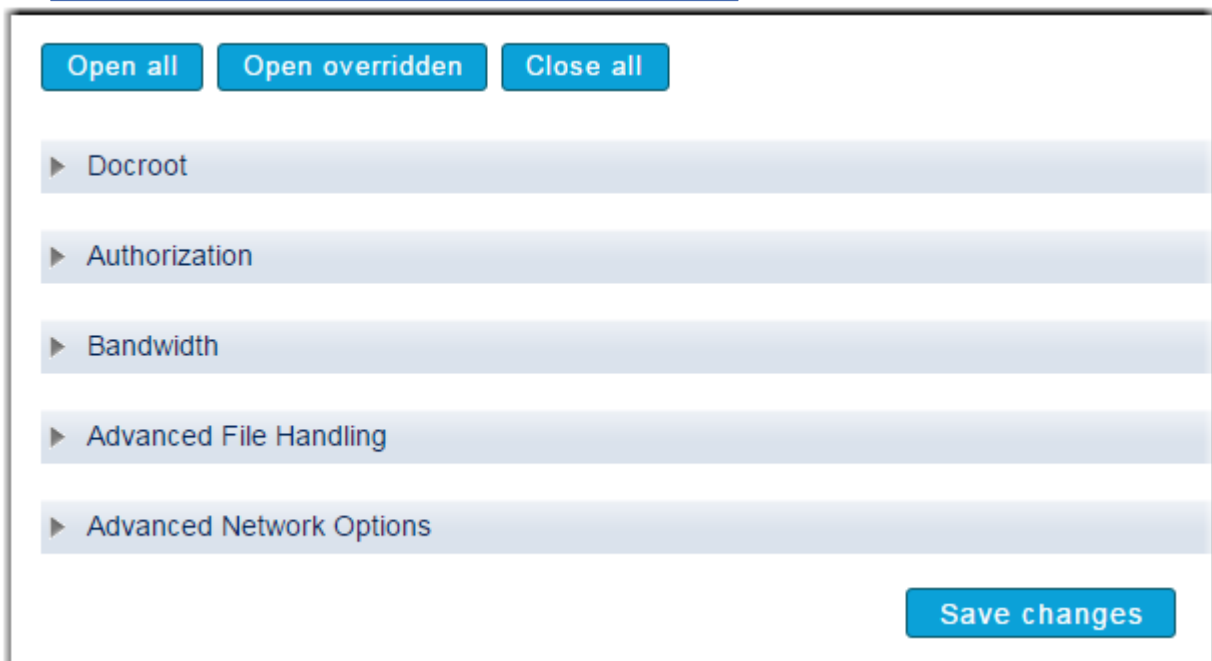 Open all Open overridden Close all
Docroot
Authorization
Bandwidth
Advanced File Handling
Advanced Network Options
Save changes